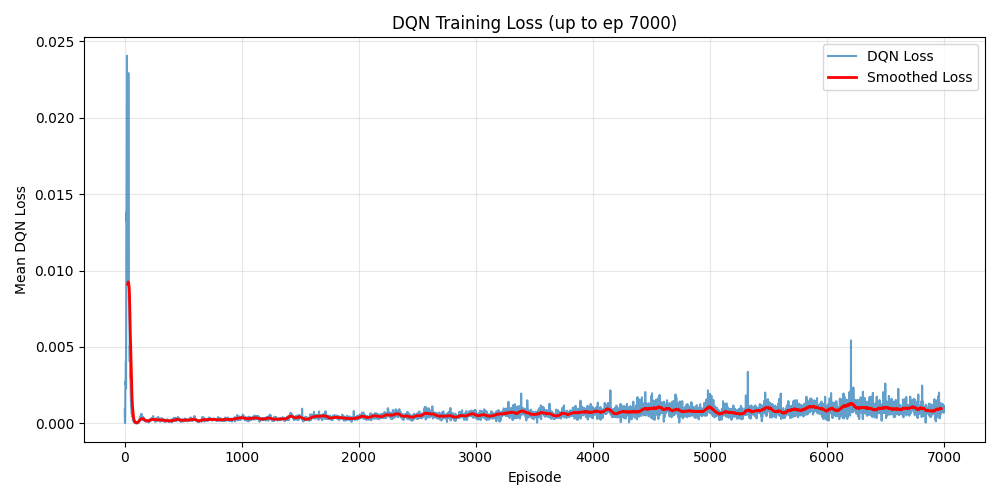 DQN Training Loss (up to ep 7000)
DQN Loss
Smoothed Loss
0.025
0.020
0.015
0.010
0.005
0.000
Mean DQN Loss
0 1000 2000 3000 4000 5000 6000 7000
Episode